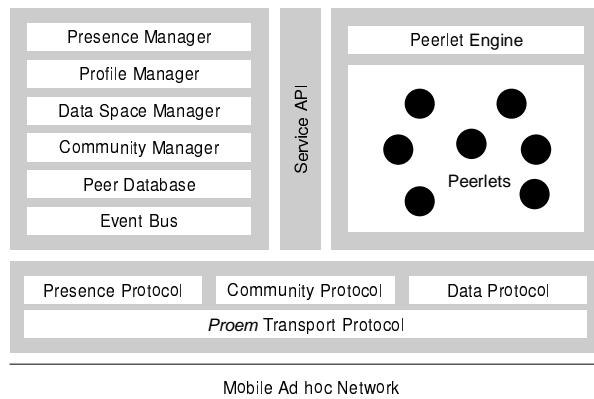 Presence Manager
Profile Manager
Data Space Manager
Community Manager
Peer Database
Event Bus
Service API
Peerlet Engine
Peerlets
Presence Protocol
Community Protocol
Data Protocol
Proem Transport Protocol
Mobile Ad hoc Network